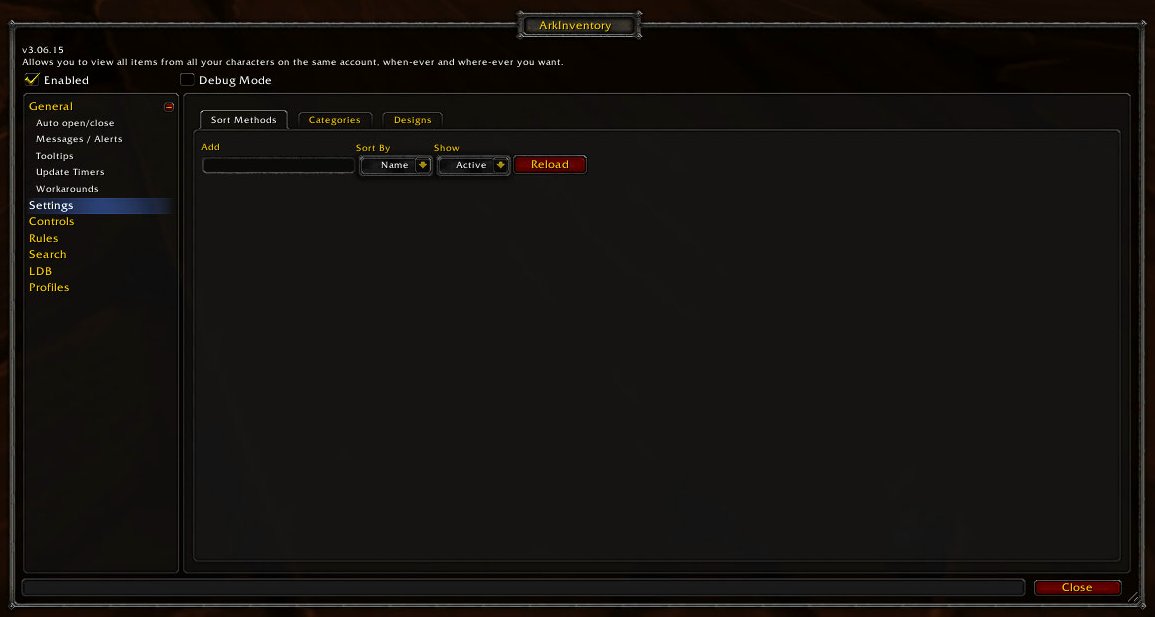 ArkInventory
v3.06.15
Allows you to view all items from all your characters on the same account, when-ever and where-ever you want.
Enabled
Debug Mode
General
Auto open/close
Messages / Alerts
Tooltips
Update Timers
Workarounds
Settings
Controls
Rules
Search
LDB
Profiles
Sort Methods
Categories
Designs
Add
Sort By
Show
Name
Active
Reload
Close